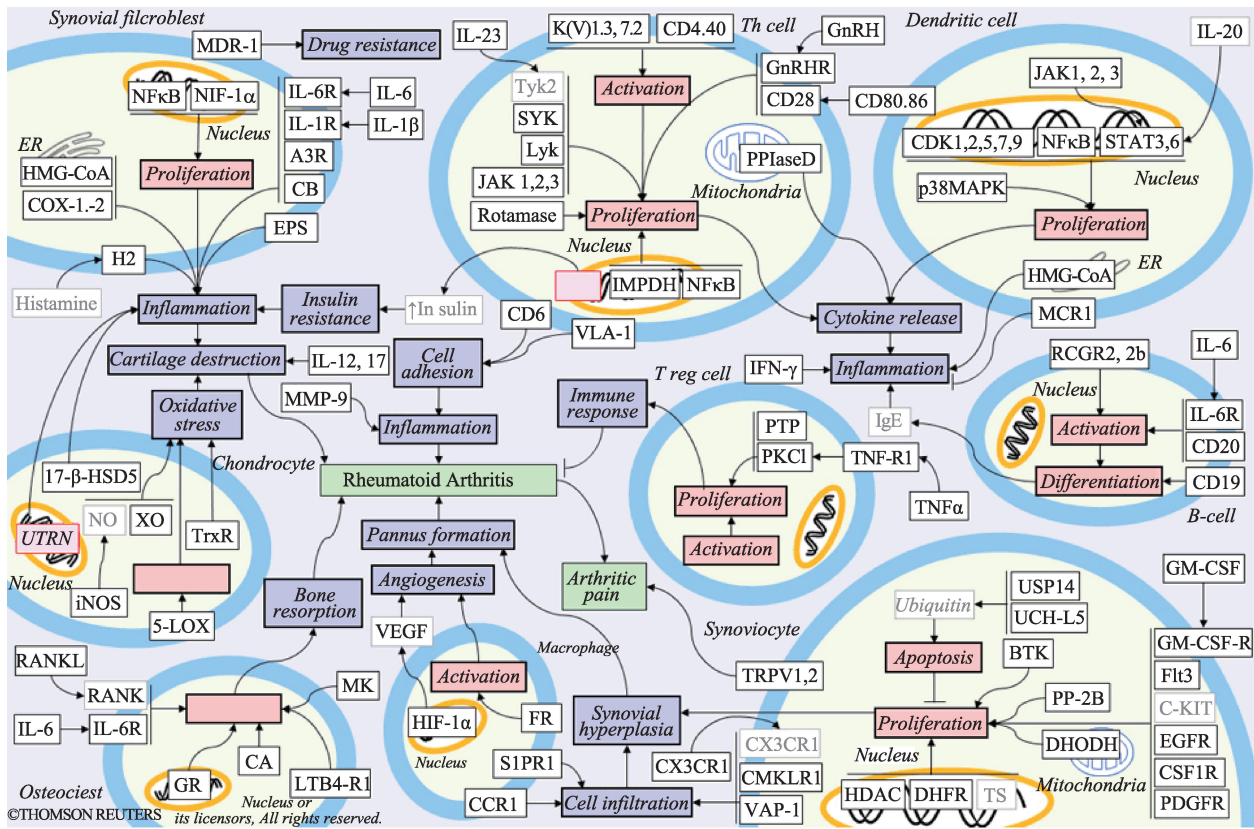 Synovial filcroblast
MDR-1
Drug resistance
NFκB
NIF-1α
Nucleus
ER
HMG-CoA
COX-1.-2
Proliferation
IL-6R
IL-6
IL-1R
IL-1β
A3R
CB
EPS
H2
Histamine
Inflammation
Insulin
resistance
↑In sulin
Cartilage destruction
IL-12, 17
Oxidative
stress
IL-23
Th cell
K(V)1.3, 7.2
CD4.40
GnRH
GnRHR
CD28
CD80.86
Tyk2
SYK
Lyk
JAK 1,2,3
Rotamase
Activation
PPIaseD
Mitochondria
Proliferation
Nucleus
IMPDH
NFκB
CD6
VLA-1
Cell
adhesion
MMP-9
Inflammation
Dendritic cell
IL-20
JAK1, 2, 3
CDK1,2,5,7,9
NFκB
STAT3,6
Nucleus
p38MAPK
Proliferation
HMG-CoA
ER
MCR1
Cytokine release
IFN-γ
Inflammation
IgE
T reg cell
Immune
response
PTP
PKCl
TNF-R1
TNFα
Proliferation
Activation
RCGR2, 2b
IL-6
Nucleus
IL-6R
Activation
CD20
Differentiation
CD19
B-cell
Chondrocyte
17-β-HSD5
NO
XO
TrxR
UTRN
Nucleus
iNOS
5-LOX
Rheumatoid Arthritis
Pannus formation
Angiogenesis
Arthritic
pain
Bone
resorption
VEGF
Macrophage
Activation
HIF-1α
FR
Nucleus
Synoviocyte
TRPV1,2
RANKL
RANK
IL-6
IL-6R
MK
GR
CA
LTB4-R1
Osteociest
Nucleus or
its licensors, All rights reserved.
©THOMSON REUTERS
Synovial
hyperplasia
S1PR1
CCR1
Cell infiltration
CX3CR1
CX3CR1
CMKLR1
VAP-1
Ubiquitin
USP14
UCH-L5
Apoptosis
BTK
PP-2B
Proliferation
DHODH
Nucleus
Mitochondria
HDAC
DHFR
TS
GM-CSF
GM-CSF-R
Flt3
C-KIT
EGFR
CSF1R
PDGFR